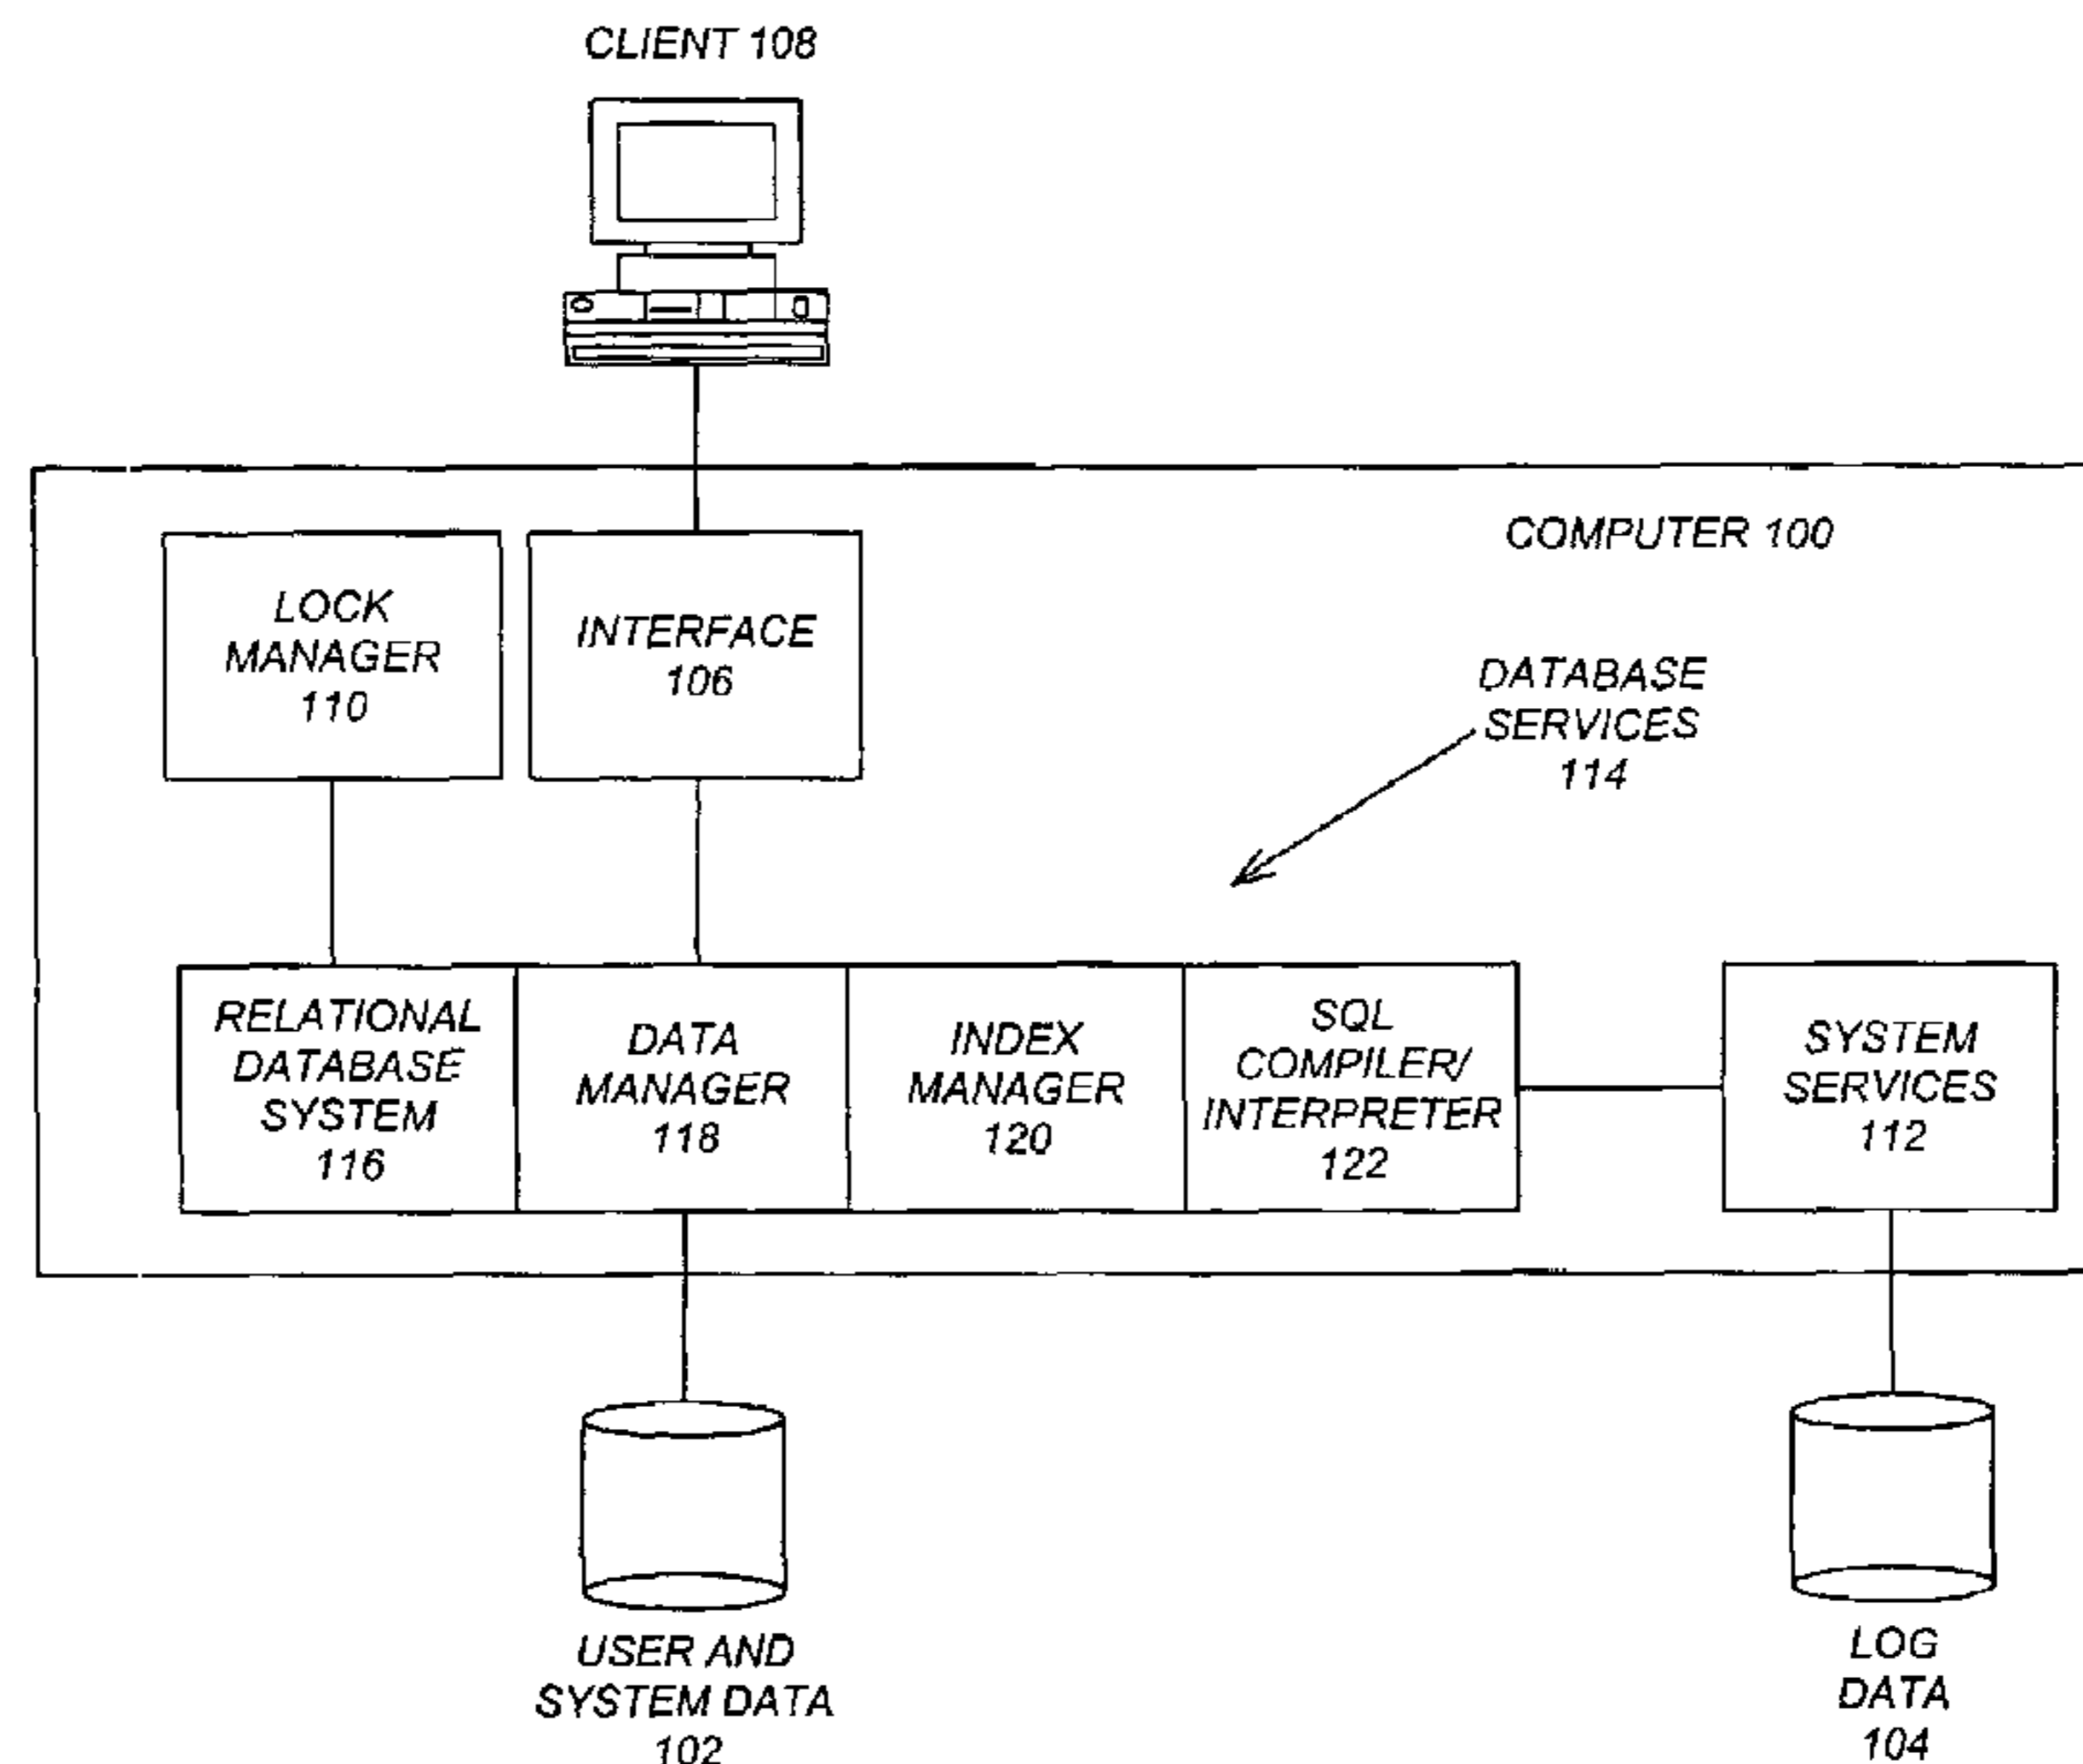 CLIENT 108
COMPUTER 100
LOCK
MANAGER
110
INTERFACE
106
DATABASE
SERVICES
114
RELATIONAL
DATABASE
SYSTEM
116
DATA
MANAGER
118
INDEX
MANAGER
120
SQL
COMPILER/
INTERPRETER
122
SYSTEM
SERVICES
112
USER AND
SYSTEM DATA
102
LOG
DATA
104